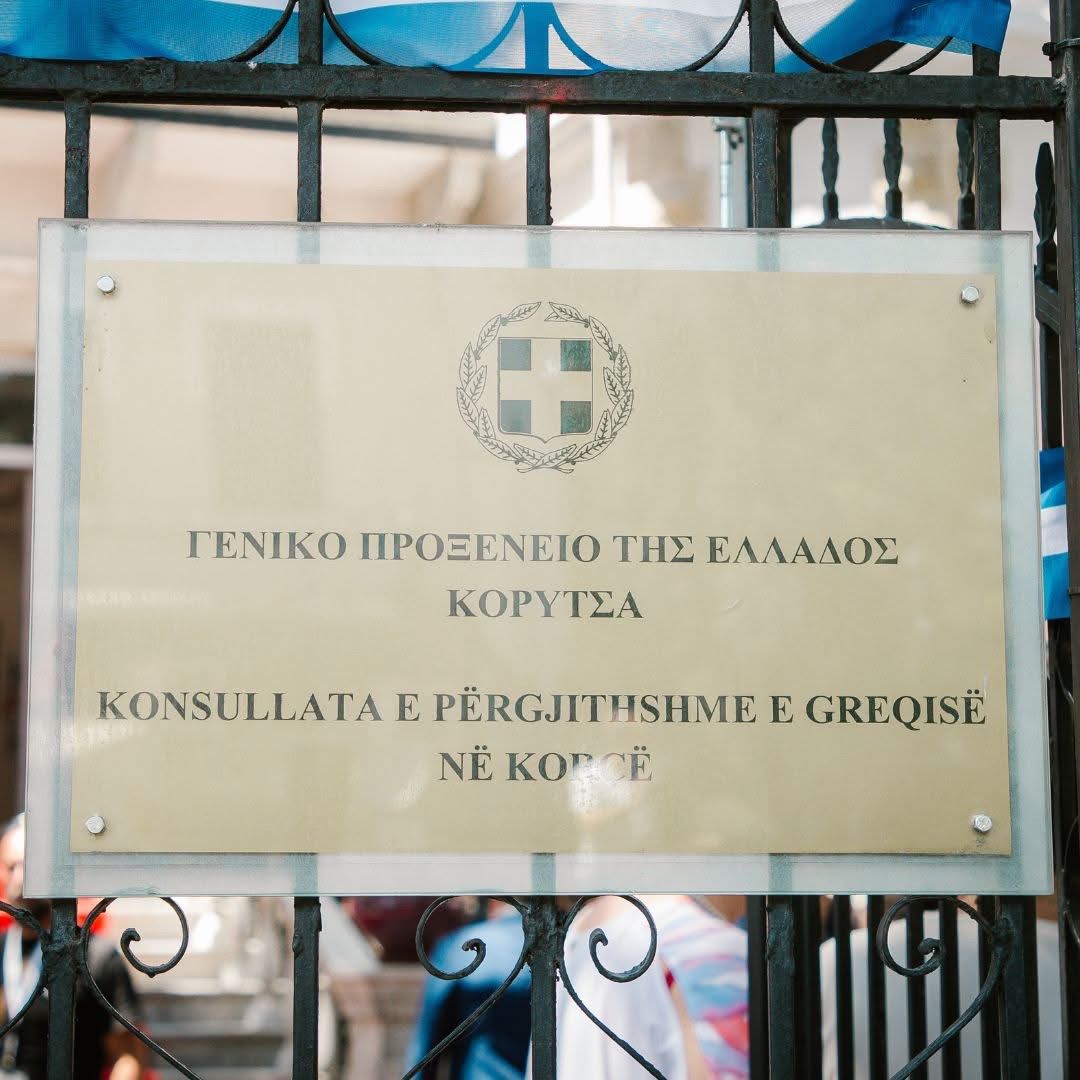 ΓΕΝΙΚΟ ΠΡΟΞΕΝΕΙΟ ΤΗΣ ΕΛΛΑΔΟΣ
ΚΟΡΥΤΣΑ
KONSULLATA E PËRGJITHSHME E GREQISË
NË KORCË